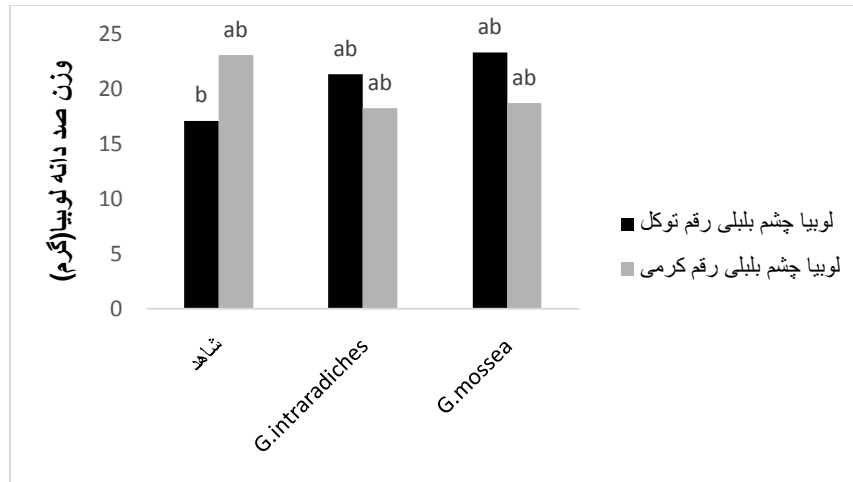 وزن صد دانه لوبیا(گرم)
25
20
15
10
5
0
b
ab
ab
ab
ab
ab
شاهد
G.intraradiches
G.mossea
لوبیا چشم بلبلی رقم توکل
لوبیا چشم بلبلی رقم کرمی